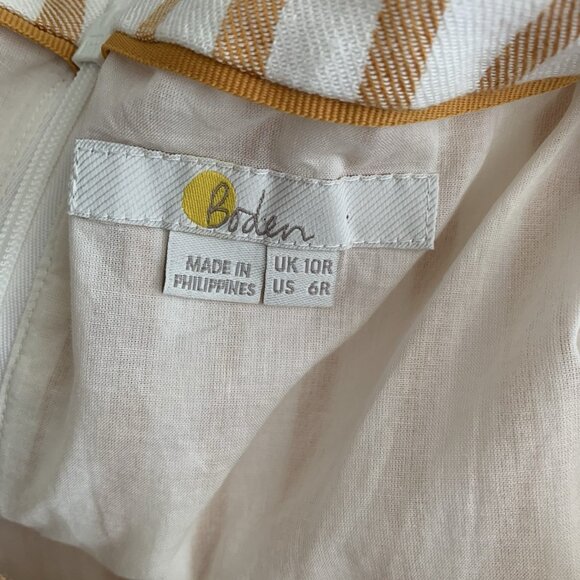 Boden
MADE IN
PHILIPPINES
UK 10R
US 6R